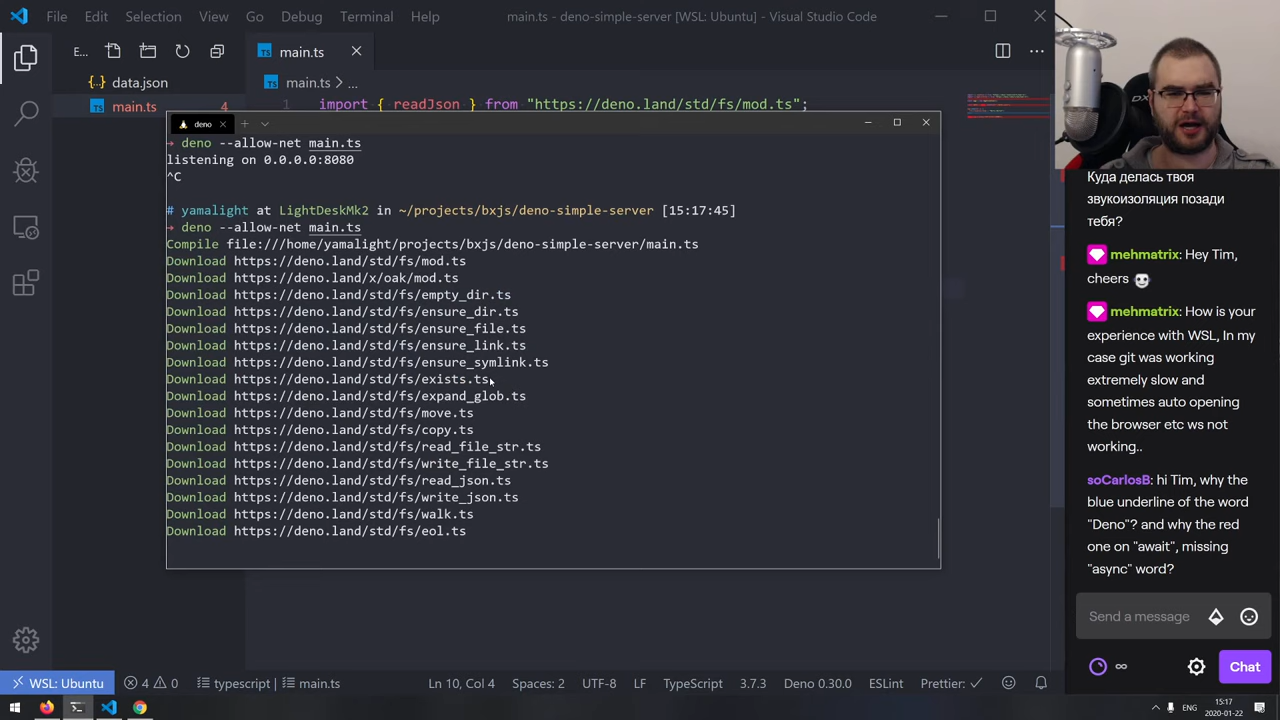 File Edit Selection View Go Debug Terminal Help main.ts - deno-simple-server [WSL: Ubuntu] - Visual Studio Code
E... main.ts
{..} data.json main.ts > ...
main.ts 4 import { readJson } from "https://deno.land/std/fs/mod.ts";
deno
→ deno --allow-net main.ts
listening on 0.0.0.0:8080
^C
# yamalight at LightDeskMk2 in ~/projects/bxjs/deno-simple-server [15:17:45]
→ deno --allow-net main.ts
Compile file:///home/yamalight/projects/bxjs/deno-simple-server/main.ts
Download https://deno.land/std/fs/mod.ts
Download https://deno.land/x/oak/mod.ts
Download https://deno.land/std/fs/empty_dir.ts
Download https://deno.land/std/fs/ensure_dir.ts
Download https://deno.land/std/fs/ensure_file.ts
Download https://deno.land/std/fs/ensure_link.ts
Download https://deno.land/std/fs/ensure_symlink.ts
Download https://deno.land/std/fs/exists.ts
Download https://deno.land/std/fs/expand_glob.ts
Download https://deno.land/std/fs/move.ts
Download https://deno.land/std/fs/copy.ts
Download https://deno.land/std/fs/read_file_str.ts
Download https://deno.land/std/fs/write_file_str.ts
Download https://deno.land/std/fs/read_json.ts
Download https://deno.land/std/fs/write_json.ts
Download https://deno.land/std/fs/walk.ts
Download https://deno.land/std/fs/eol.ts
Куда делась твоя
звукоизоляция позади
тебя?
mehmatrix: Hey Tim,
cheers
mehmatrix: How is your
experience with WSL, In my
case git was working
extremely slow and
sometimes auto opening
the browser etc ws not
working..
soCarlosB: hi Tim, why the
blue underline of the word
"Deno"? and why the red
one on "await", missing
"async" word?
Send a message
∞ Chat
WSL: Ubuntu 4 0 typescript | main.ts Ln 10, Col 4 Spaces: 2 UTF-8 LF TypeScript 3.7.3 Deno 0.30.0 ESLint Prettier: ✓
ENG 15:17
2020-01-22